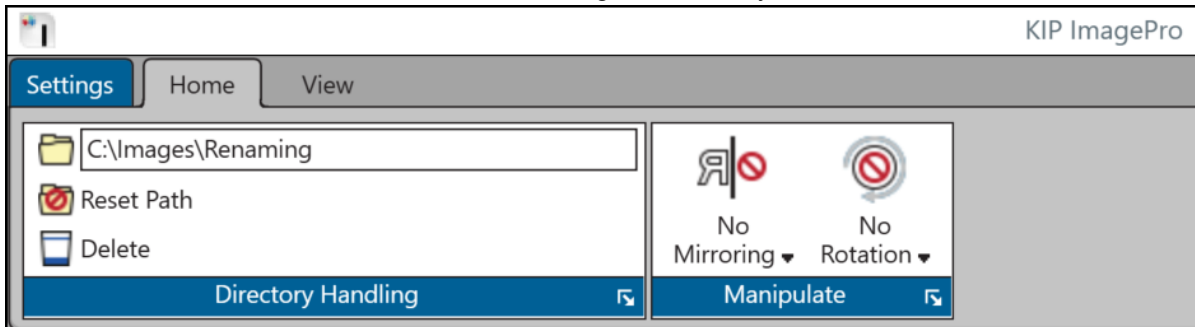 KIP ImagePro
Settings Home View
C:\Images\Renaming
Reset Path
Delete
Directory Handling
No Mirroring
No Rotation
Manipulate